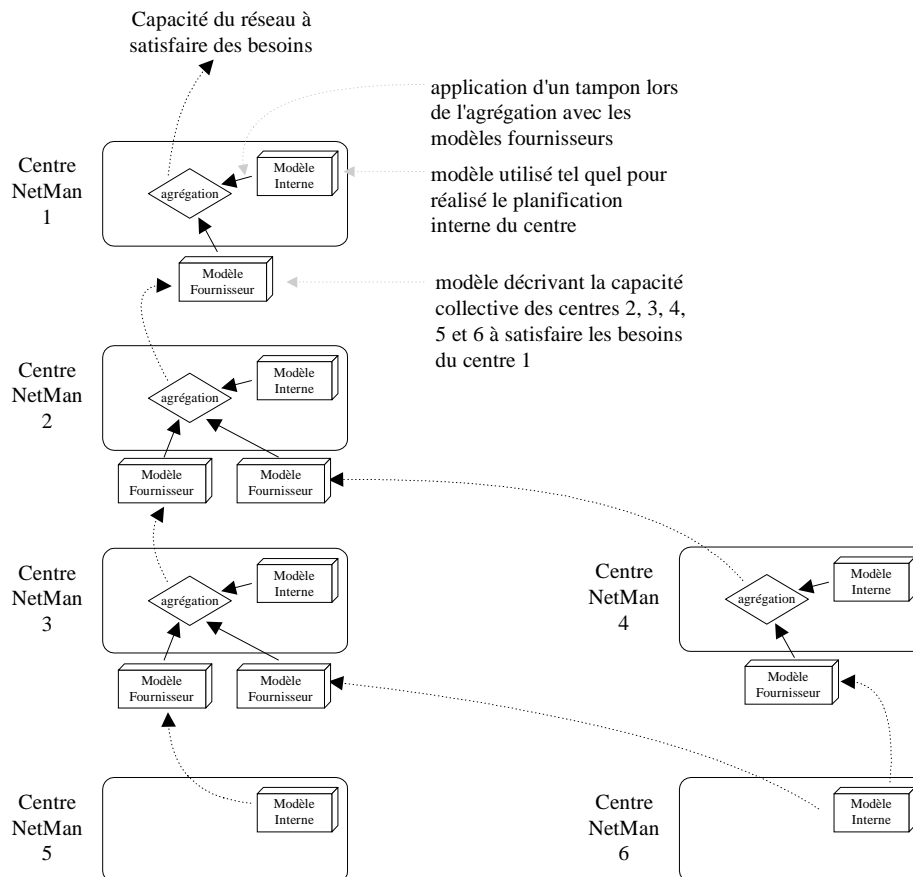 Capacité du réseau à
satisfaire des besoins
application d'un tampon lors
de l'agrégation avec les
modèles fournisseurs
Centre
NetMan
1
Modèle
Interne
agrégation
modèle utilisé tel quel pour
réalisé le planification
interne du centre
Modèle
Fournisseur
modèle décrivant la capacité
collective des centres 2, 3, 4,
5 et 6 à satisfaire les besoins
du centre 1
Centre
NetMan
2
Modèle
Interne
agrégation
Modèle
Fournisseur
Modèle
Fournisseur
Centre
NetMan
3
Modèle
Interne
agrégation
Modèle
Fournisseur
Modèle
Fournisseur
Centre
NetMan
4
Modèle
Interne
agrégation
Modèle
Fournisseur
Centre
NetMan
5
Modèle
Interne
Centre
NetMan
6
Modèle
Interne